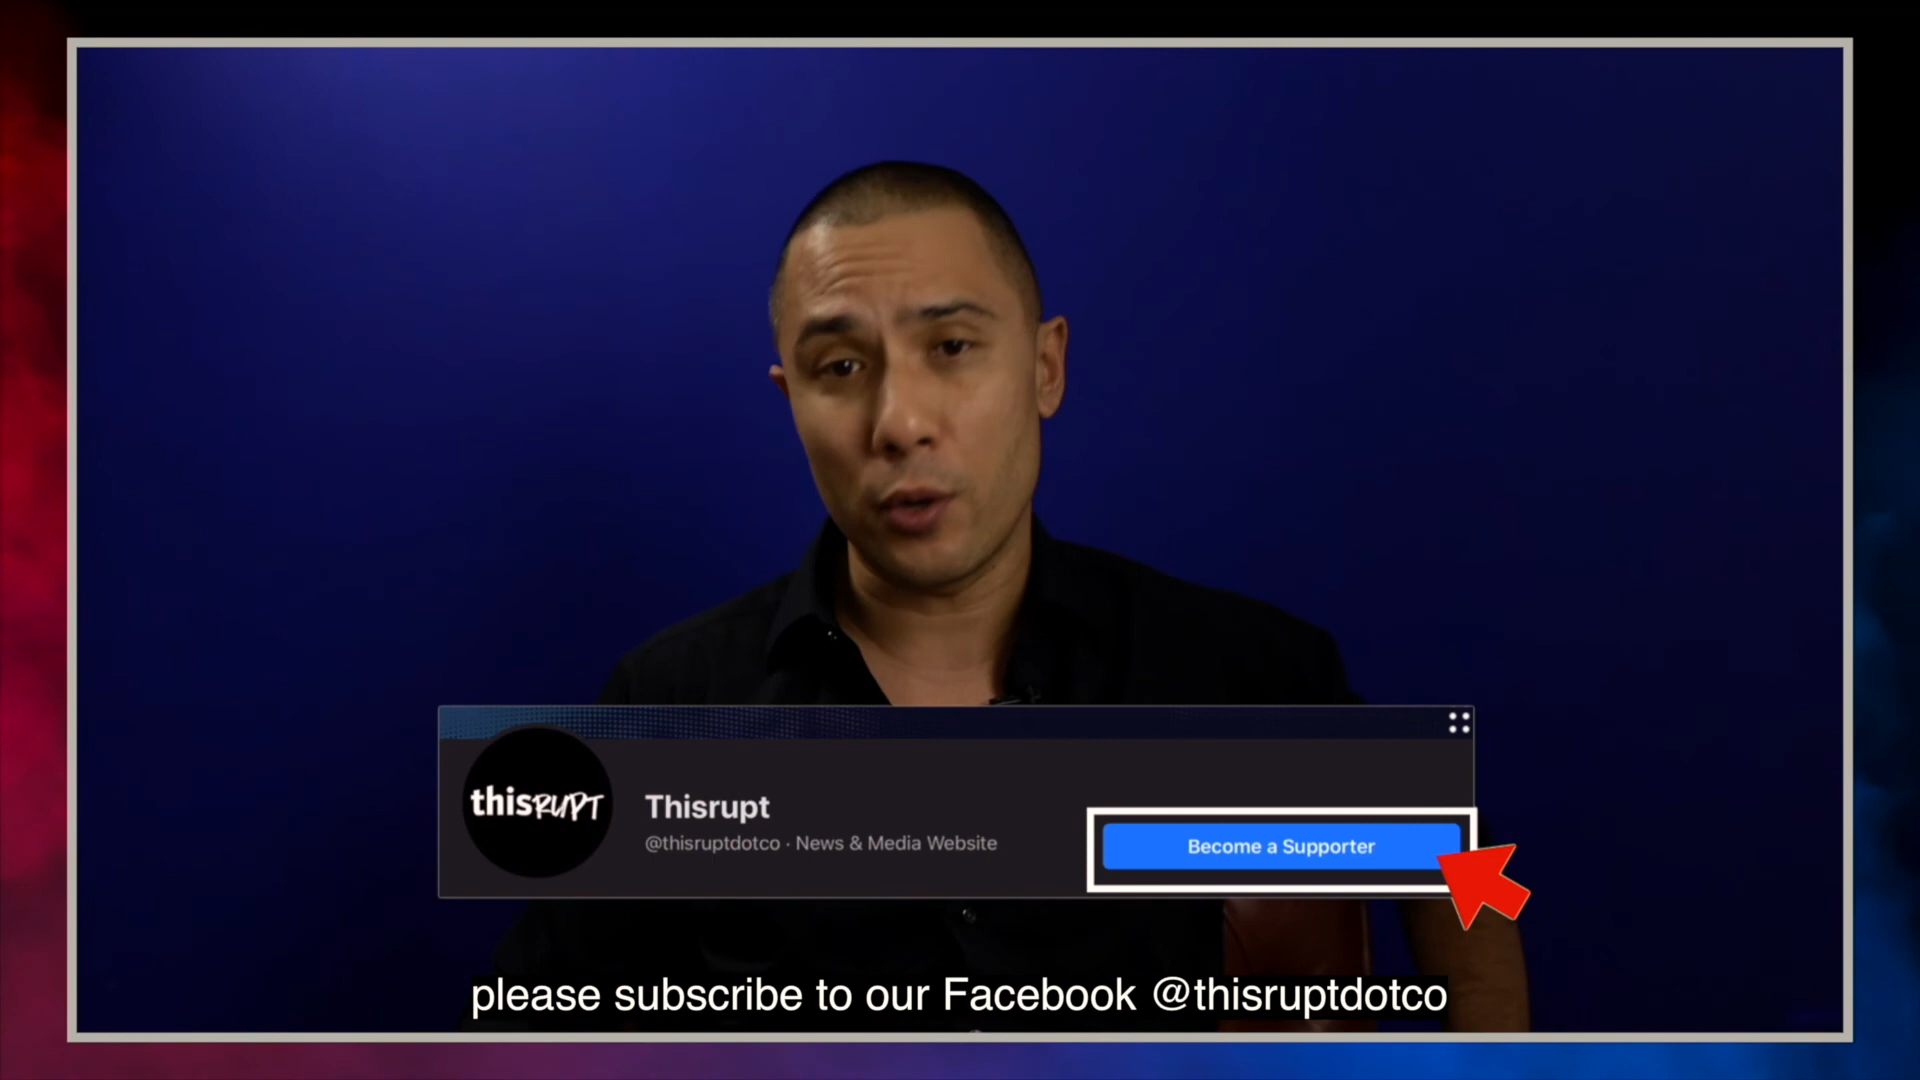 thisRUPT
Thisrupt
@thisruptdotco · News & Media Website
Become a Supporter
please subscribe to our Facebook @thisruptdotco